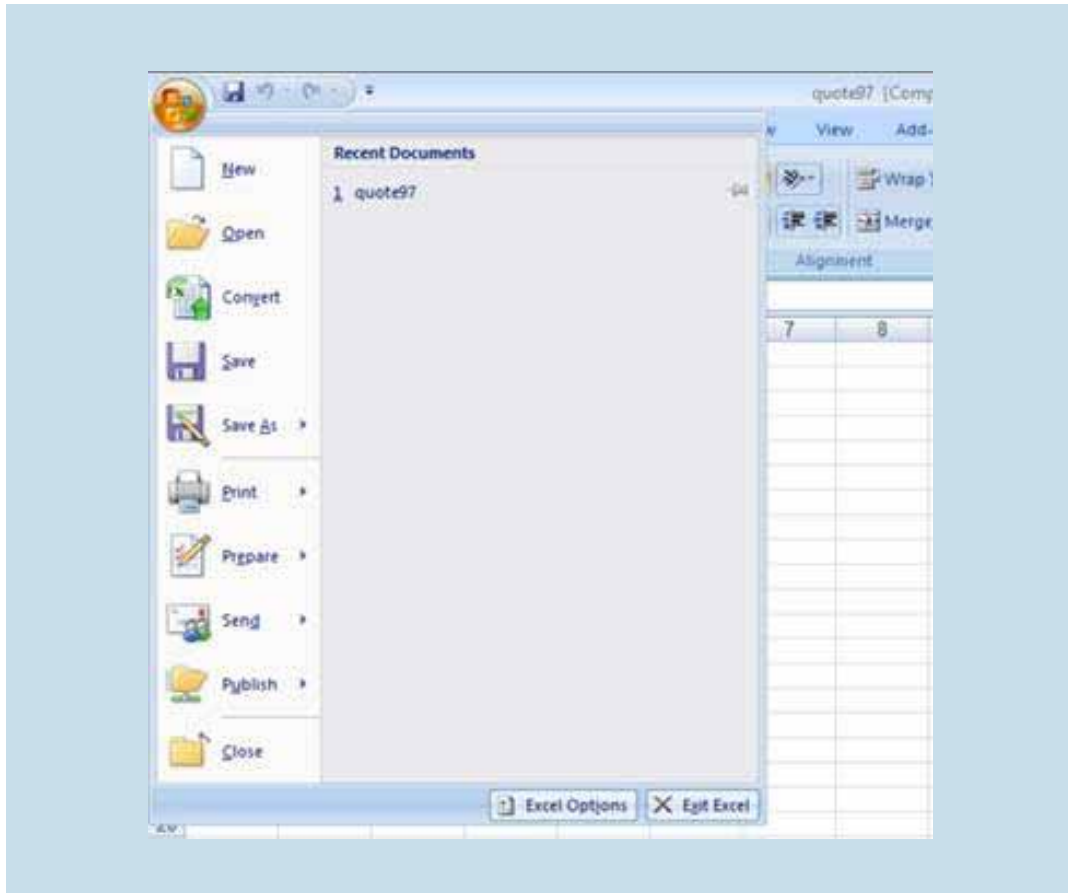 quote97 [Comp
w View Add-
New
Recent Documents
1 quote97
Open
Convert
Save
Save As
Print
Prepare
Send
Publish
Close
Wrap
Merge
Alignment
7 8
Excel Options Exit Excel
20